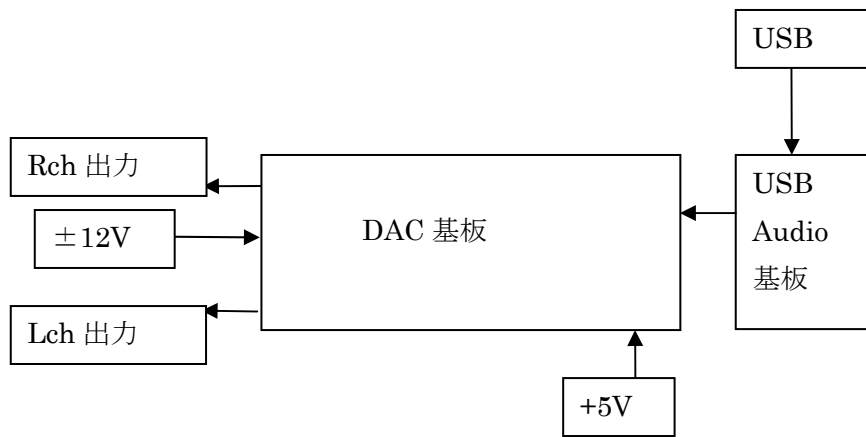 USB
Rch 出力
±12V
Lch 出力
DAC 基板
USB
Audio
基板
+5V